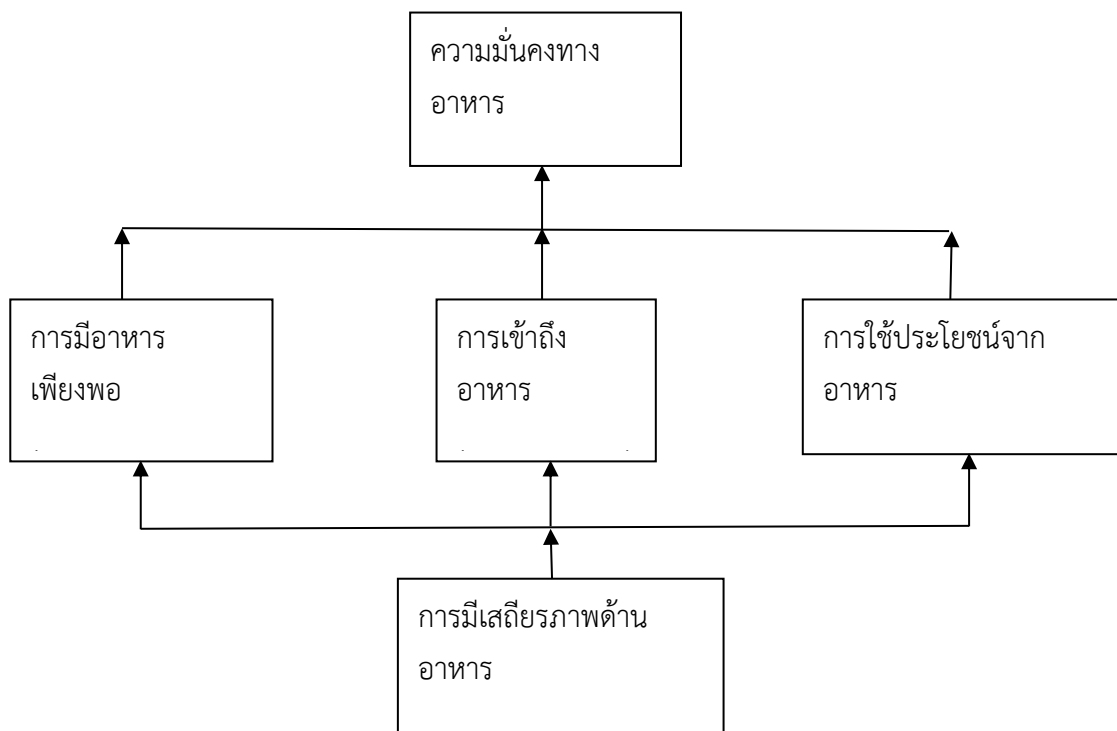 ความมั่นคงทาง
อาหาร
การมีอาหาร
เพียงพอ
การเข้าถึง
อาหาร
การใช้ประโยชน์จาก
อาหาร
การมีเสถียรภาพด้าน
อาหาร